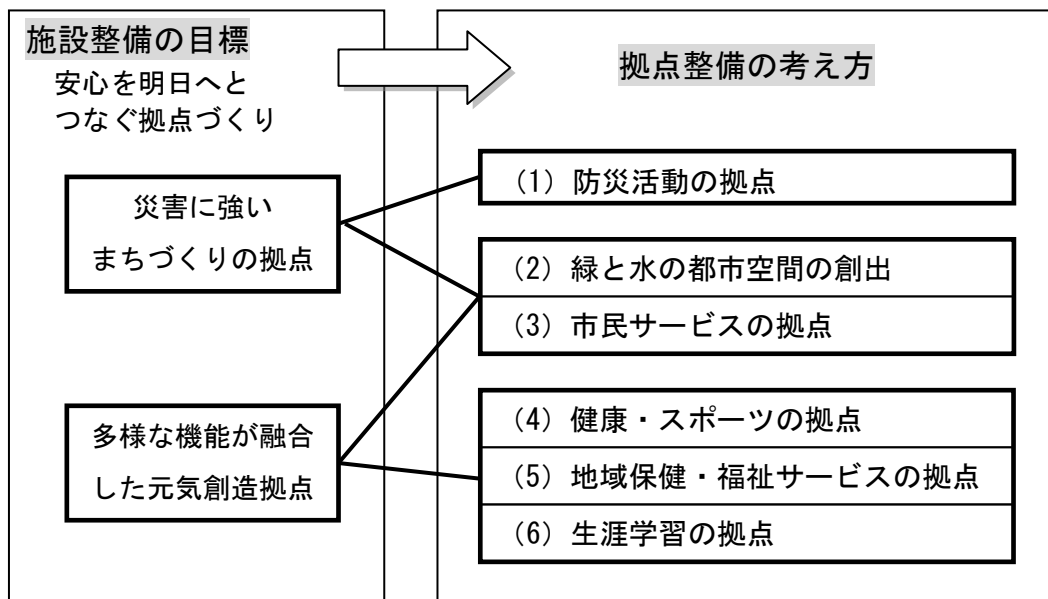 施設整備の目標
安心を明日へと
つなぐ拠点づくり
災害に強い
まちづくりの拠点
多様な機能が融合
した元気創造拠点
拠点整備の考え方
(1) 防災活動の拠点
(2) 緑と水の都市空間の創出
(3) 市民サービスの拠点
(4) 健康・スポーツの拠点
(5) 地域保健・福祉サービスの拠点
(6) 生涯学習の拠点